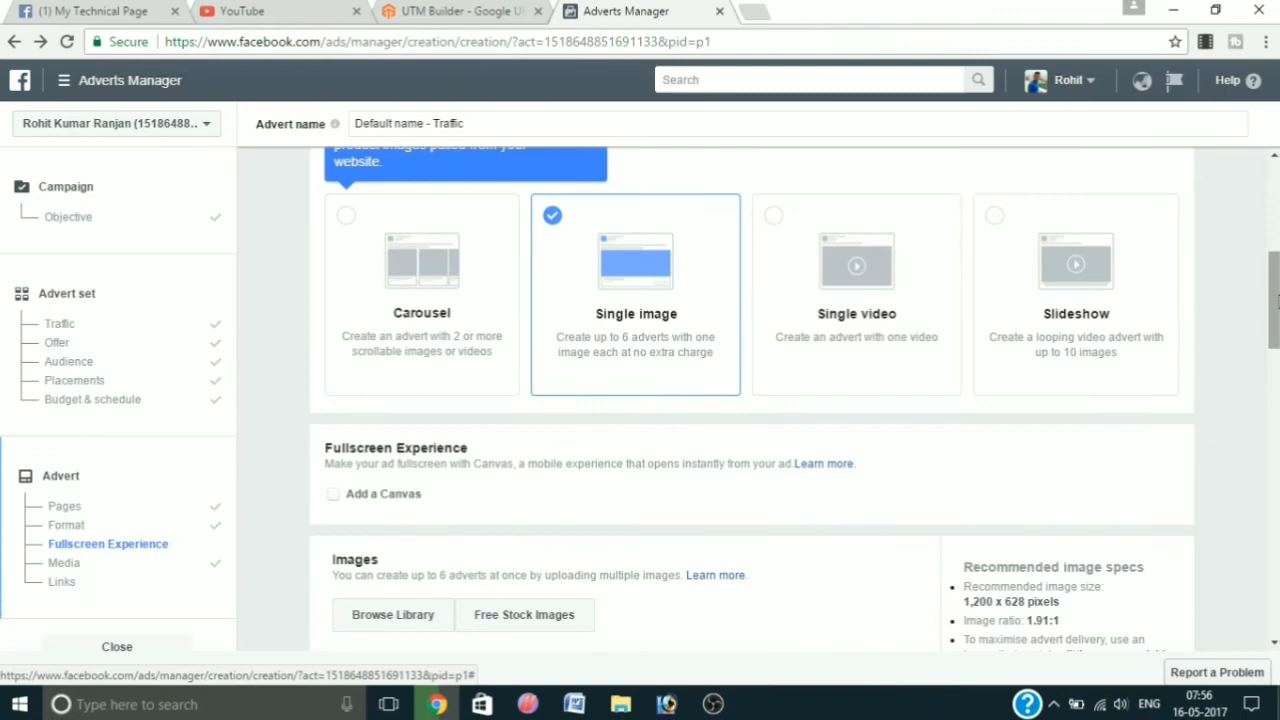 (1) My Technical Page
YouTube
UTM Builder - Google U
Adverts Manager
Secure
https://www.facebook.com/ads/manager/creation/creation/?act=1518648851691133&pid=p1
Adverts Manager
Search
Rohit
Help
Rohit Kumar Ranjan (15186488..
Advert name
Default name - Traffic
website.
Campaign
Objective
Advert set
Traffic
Offer
Audience
Placements
Budget & schedule
Advert
Pages
Format
Fullscreen Experience
Media
Links
Close
Carousel
Create an advert with 2 or more
scrollable images or videos
Single image
Create up to 6 adverts with one
image each at no extra charge
Single video
Create an advert with one video
Slideshow
Create a looping video advert with
up to 10 images
Fullscreen Experience
Make your ad fullscreen with Canvas, a mobile experience that opens instantly from your ad.Learn more.
Add a Canvas
Images
You can create up to 6 adverts at once by uploading multiple images. Learn more.
Browse Library
Free Stock Images
Recommended image specs
Recommended image size:
1,200 x 628 pixels
Image ratio: 1.91:1
To maximise advert delivery, use an
https://www.facebook.com/ads/manager/creation/creation/?act=1518648851691133&pid=p1#
Report a Problem
Type here to search
ENG
07:56
16-05-2017